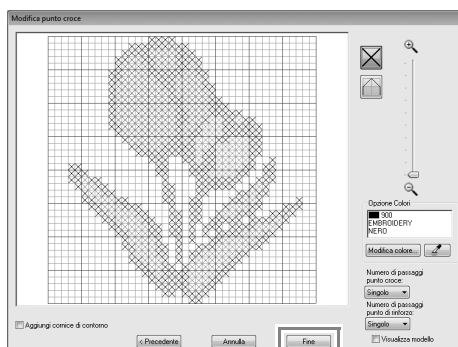 Modifica punto croce
Opzione Colori
900
EMBROIDERY
NERO
Modifica colore...
Numero di passaggi
punto croce:
Singolo
Numero di passaggi
punto di rinforzo:
Singolo
Visualizza modello
Aggiungi cornice di contorno
< Precedente
Annulla
Fine